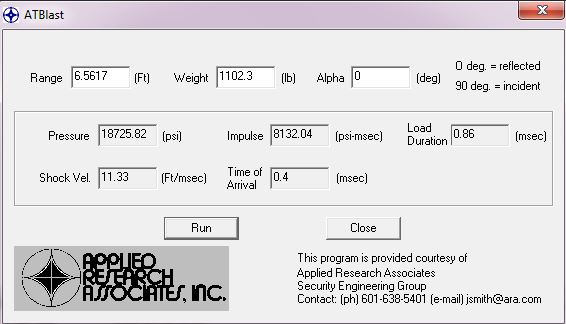 ATBlast
0 deg. = reflected
Range 6.5617 (Ft) Weight 1102.3 (lb) Alpha 0 (deg)
90 deg. = incident
Pressure 18725.82 (psi) Impulse 8132.04 (psi-msec) Load Duration 0.86 (msec)
Shock Vel. 11.33 (Ft/msec) Time of Arrival 0.4 (msec)
Run Close
APPLIED
RESEARCH
ASSOCIATES, INC.
This program is provided courtesy of
Applied Research Associates
Security Engineering Group
Contact: (ph) 601-638-5401 (e-mail) jsmith@ara.com